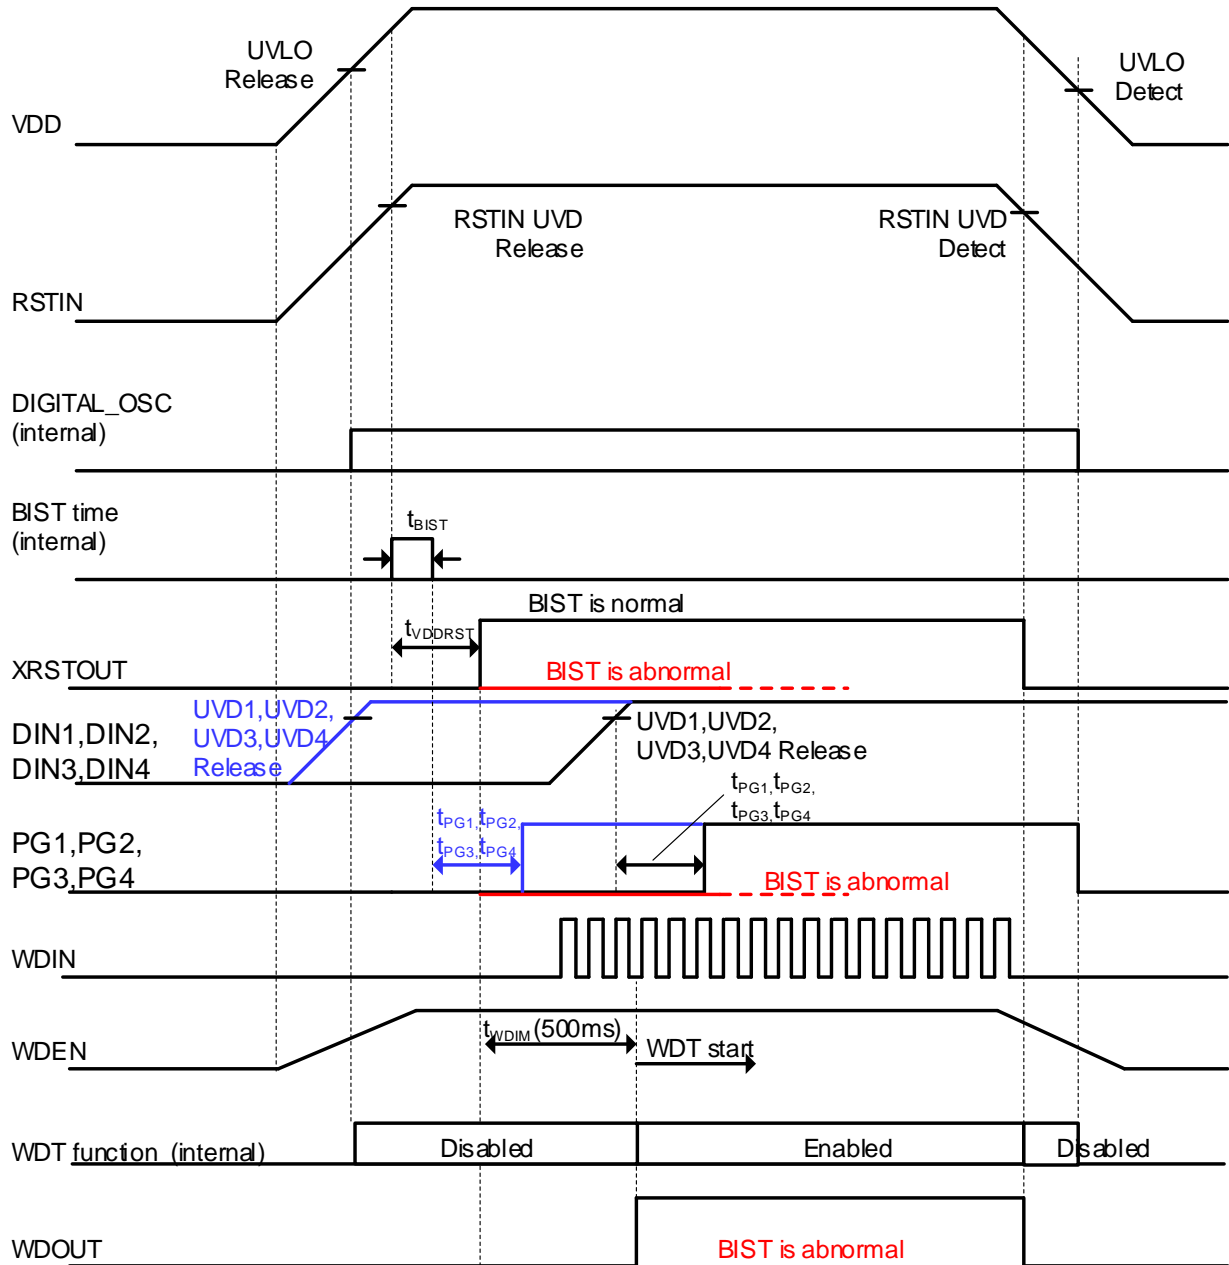 UVLO
Release
UVLO
Detect
VDD
RSTIN UVD
Release
RSTIN UVD
Detect
RSTIN
DIGITAL_OSC
(internal)
BIST time
(internal)
tBIST
BIST is normal
tVDDRST
XRSTOUT
BIST is abnormal
UVD1,UVD2,
UVD3,UVD4
Release
DIN1,DIN2,
DIN3,DIN4
UVD1,UVD2,
UVD3,UVD4 Release
tPG1,tPG2,
tPG3,tPG4
tPG1,tPG2,
tPG3,tPG4
PG1,PG2,
PG3,PG4
BIST is abnormal
WDIN
tWDIM (500ms)
WDEN
WDT start
WDT function (internal)
Disabled
Enabled
Disabled
WDOUT
BIST is abnormal